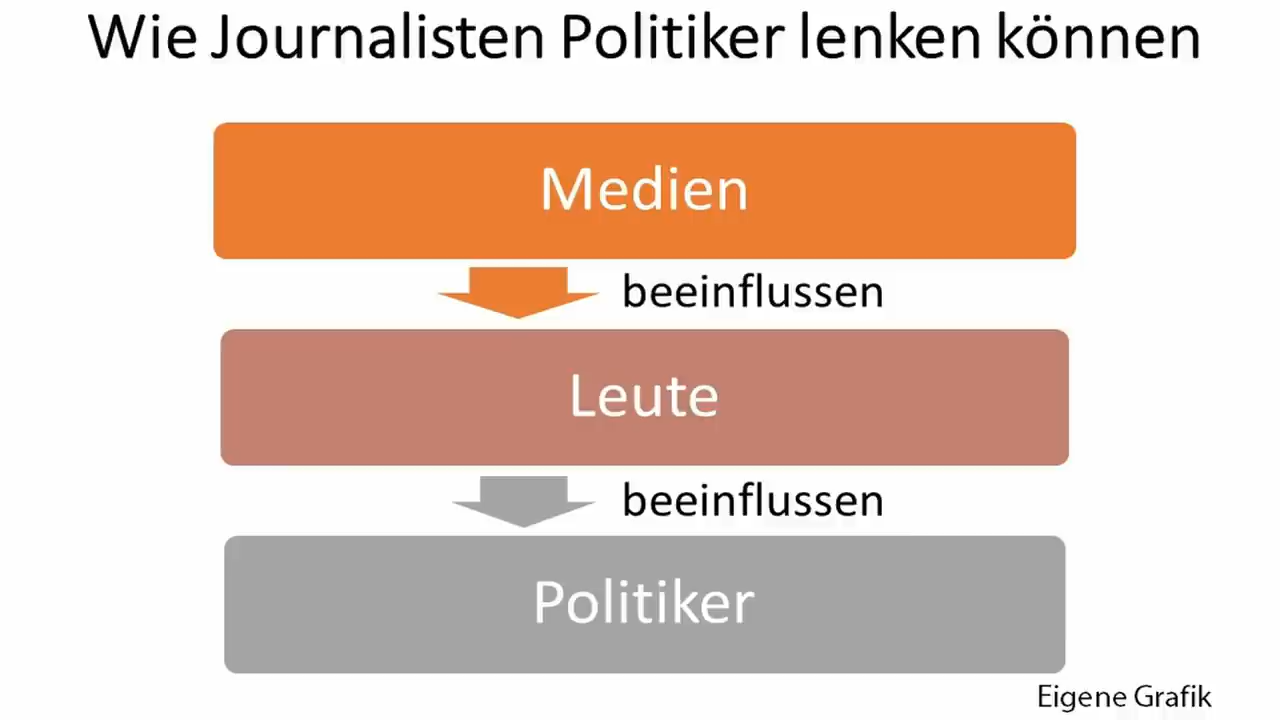 Wie Journalisten Politiker lenken können
Medien
beeinflussen
Leute
beeinflussen
Politiker
Eigene Grafik